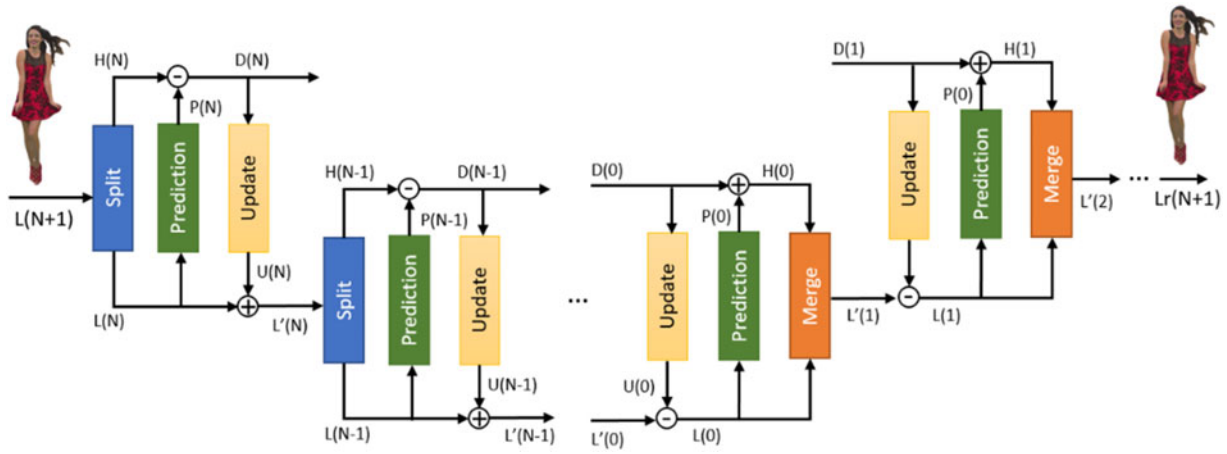 H(N)
D(N)
P(N)
Split
Prediction
Update
L(N+1)
U(N)
L(N)
L'(N)
H(N-1)
D(N-1)
P(N-1)
Split
Prediction
Update
U(N-1)
L(N-1)
L'(N-1)
...
D(0)
H(0)
P(0)
Update
Prediction
Merge
U(0)
L'(0)
L(0)
D(1)
H(1)
P(0)
Update
Prediction
Merge
L'(1)
L(1)
L'(2)
...
Lr(N+1)